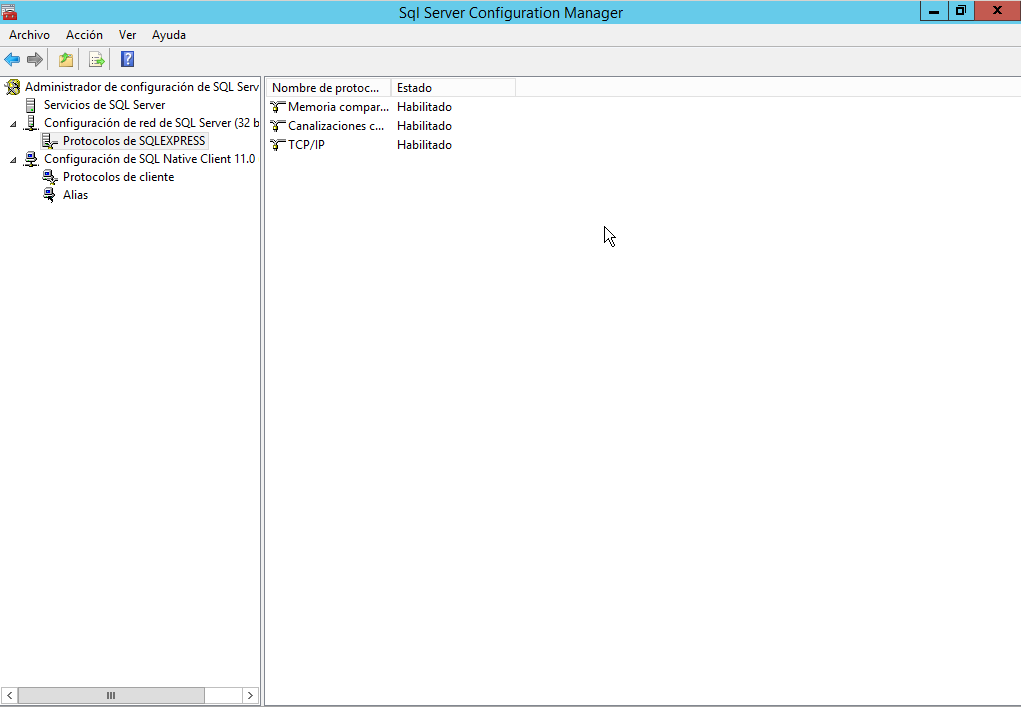 Sql Server Configuration Manager
Archivo Acción Ver Ayuda
Administrador de configuración de SQL Serv
Servicios de SQL Server
Configuración de red de SQL Server (32 b
Protocolos de SQLEXPRESS
Configuración de SQL Native Client 11.0
Protocolos de cliente
Alias
Nombre de protoc... Estado
Memoria compar... Habilitado
Canalizaciones c... Habilitado
TCP/IP Habilitado